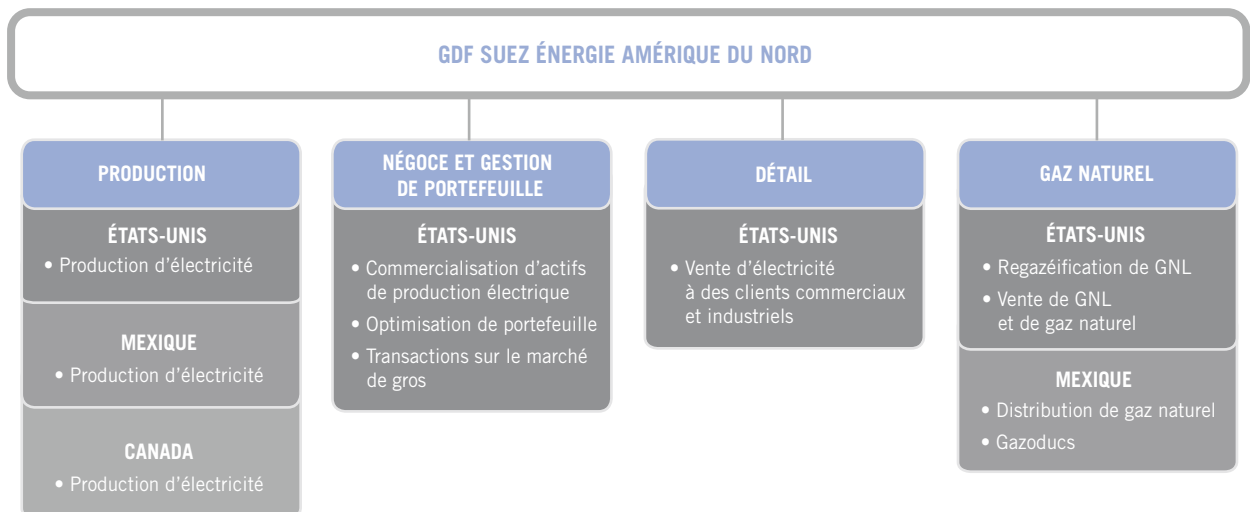 GDF SUEZ ÉNERGIE AMÉRIQUE DU NORD
PRODUCTION
ÉTATS-UNIS
• Production d’électricité
MEXIQUE
• Production d’électricité
CANADA
• Production d’électricité
NÉGOCE ET GESTION
DE PORTEFEUILLE
ÉTATS-UNIS
• Commercialisation d’actifs
de production électrique
• Optimisation de portefeuille
• Transactions sur le marché
de gros
DÉTAIL
ÉTATS-UNIS
• Vente d’électricité
à des clients commerciaux
et industriels
GAZ NATUREL
ÉTATS-UNIS
• Regazéification de GNL
• Vente de GNL
et de gaz naturel
MEXIQUE
• Distribution de gaz naturel
• Gazoducs